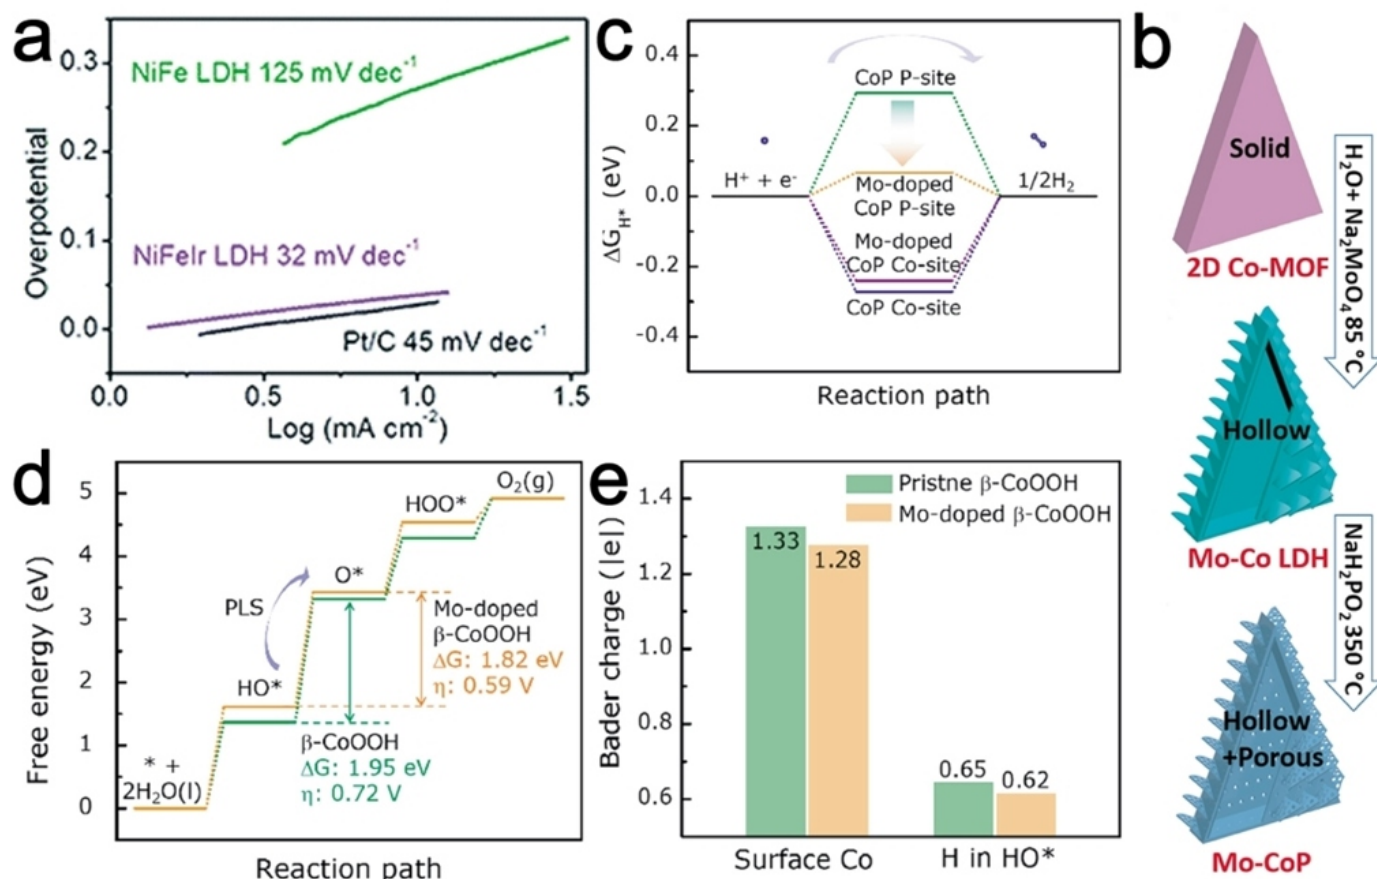 a
0.3
0.2
0.1
0.0
Overpotential
NiFe LDH 125 mV dec⁻¹
NiFeIr LDH 32 mV dec⁻¹
Pt/C 45 mV dec⁻¹
0.0
0.5
1.0
1.5
Log (mA cm⁻²)
c
0.4
0.2
0.0
-0.2
-0.4
ΔG_H* (eV)
CoP P-site
H⁺ + e⁻
1/2H₂
Mo-doped
CoP P-site
Mo-doped
CoP Co-site
CoP Co-site
Reaction path
b
Solid
2D Co-MOF
H₂O+ Na₂MoO₄ 85 °C
Hollow
Mo-Co LDH
NaH₂PO₂ 350 °C
Hollow
+Porous
Mo-CoP
d
5
4
3
2
1
0
Free energy (eV)
* +
2H₂O(l)
HO*
PLS
O*
HOO*
O₂(g)
Mo-doped
β-CoOOH
ΔG: 1.82 eV
η: 0.59 V
β-CoOOH
ΔG: 1.95 eV
η: 0.72 V
Reaction path
e
1.4
1.2
1.0
0.8
0.6
Bader charge (|e|)
Pristne β-CoOOH
Mo-doped β-CoOOH
1.33
1.28
0.65
0.62
Surface Co
H in HO*